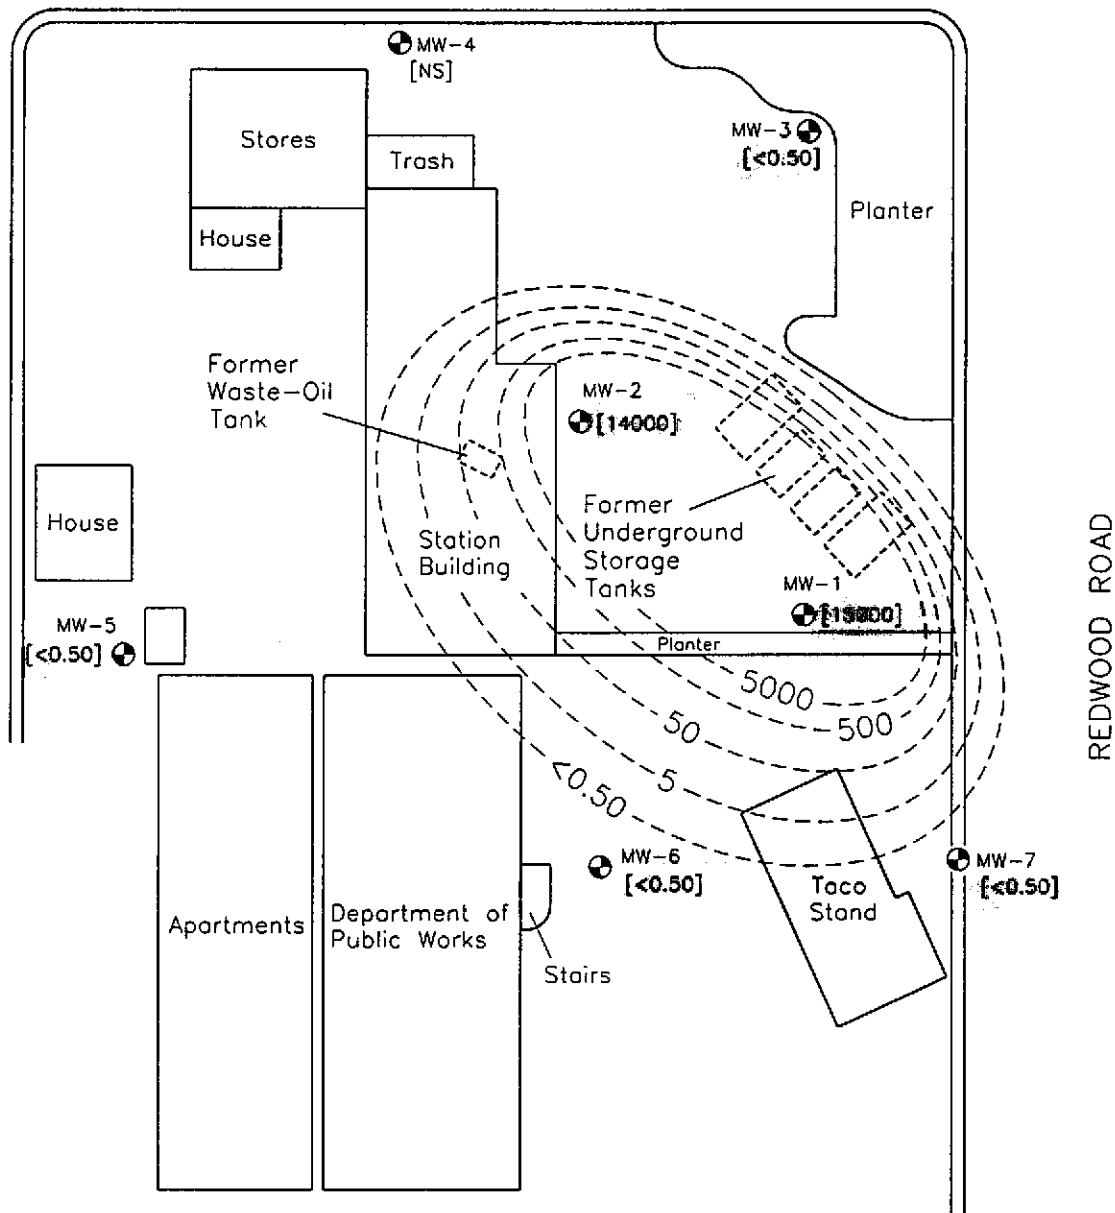 MW-4
[NS]
Stores
Trash
MW-3
[<0.50]
Planter
House
Former
Waste-Oil
Tank
MW-2
[14000]
House
Station
Building
Former
Underground
Storage
Tanks
MW-1
MW-5
[<0.50]
Planter
5000
500
50
5
<0.50
REDWOOD ROAD
MW-6
[<0.50]
MW-7
[<0.50]
Taco
Stand
Apartments
Department of
Public Works
Stairs